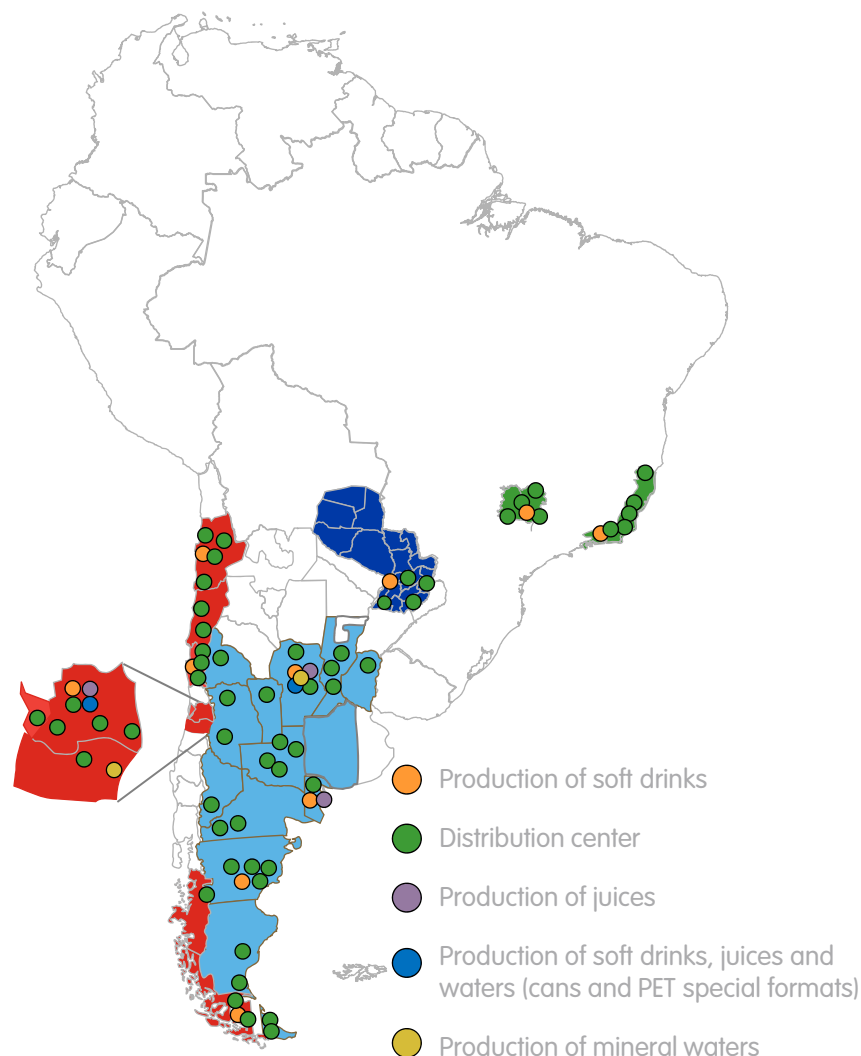 Production of soft drinks
Distribution center
Production of juices
Production of soft drinks, juices and
waters (cans and PET special formats)
Production of mineral waters